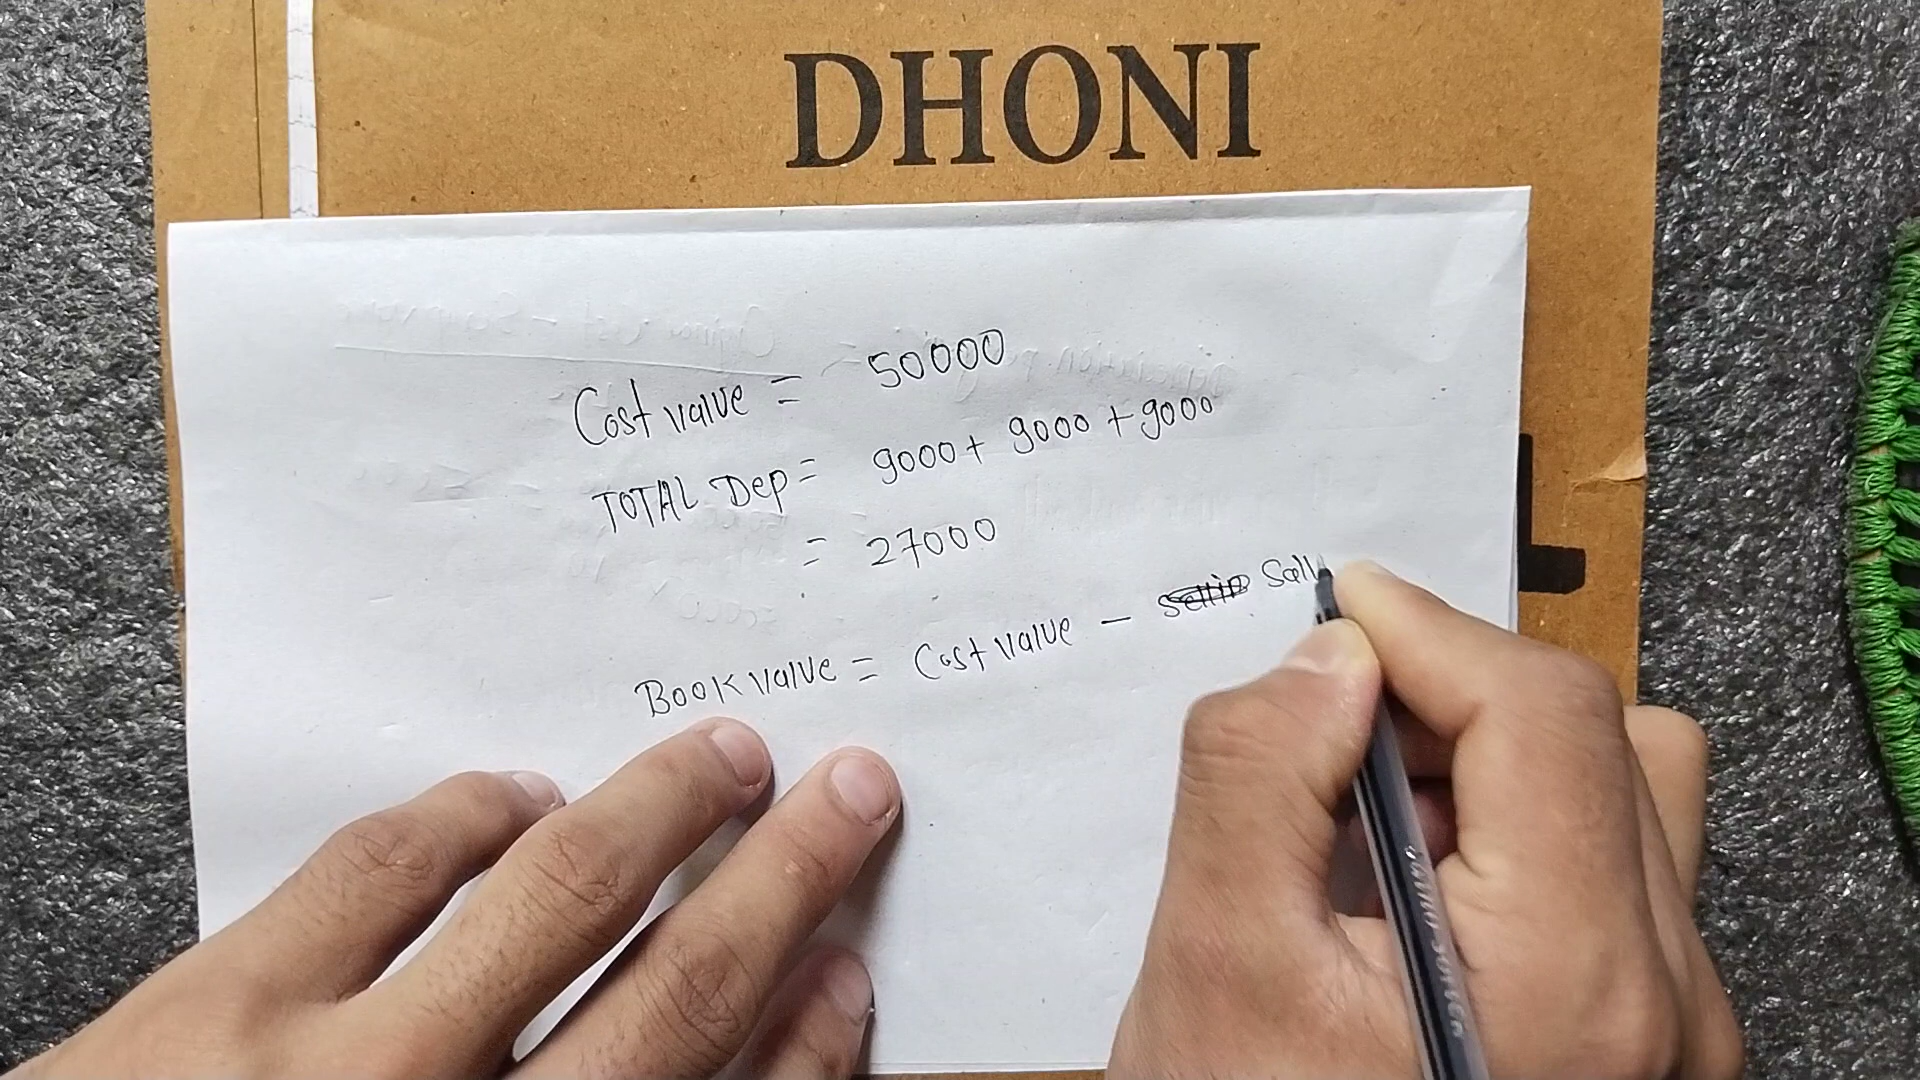 DHONI
Cost value = 50000
TOTAL Dep = 9000 + 9000 + 9000
= 27000
Book value = Cost value - Sell